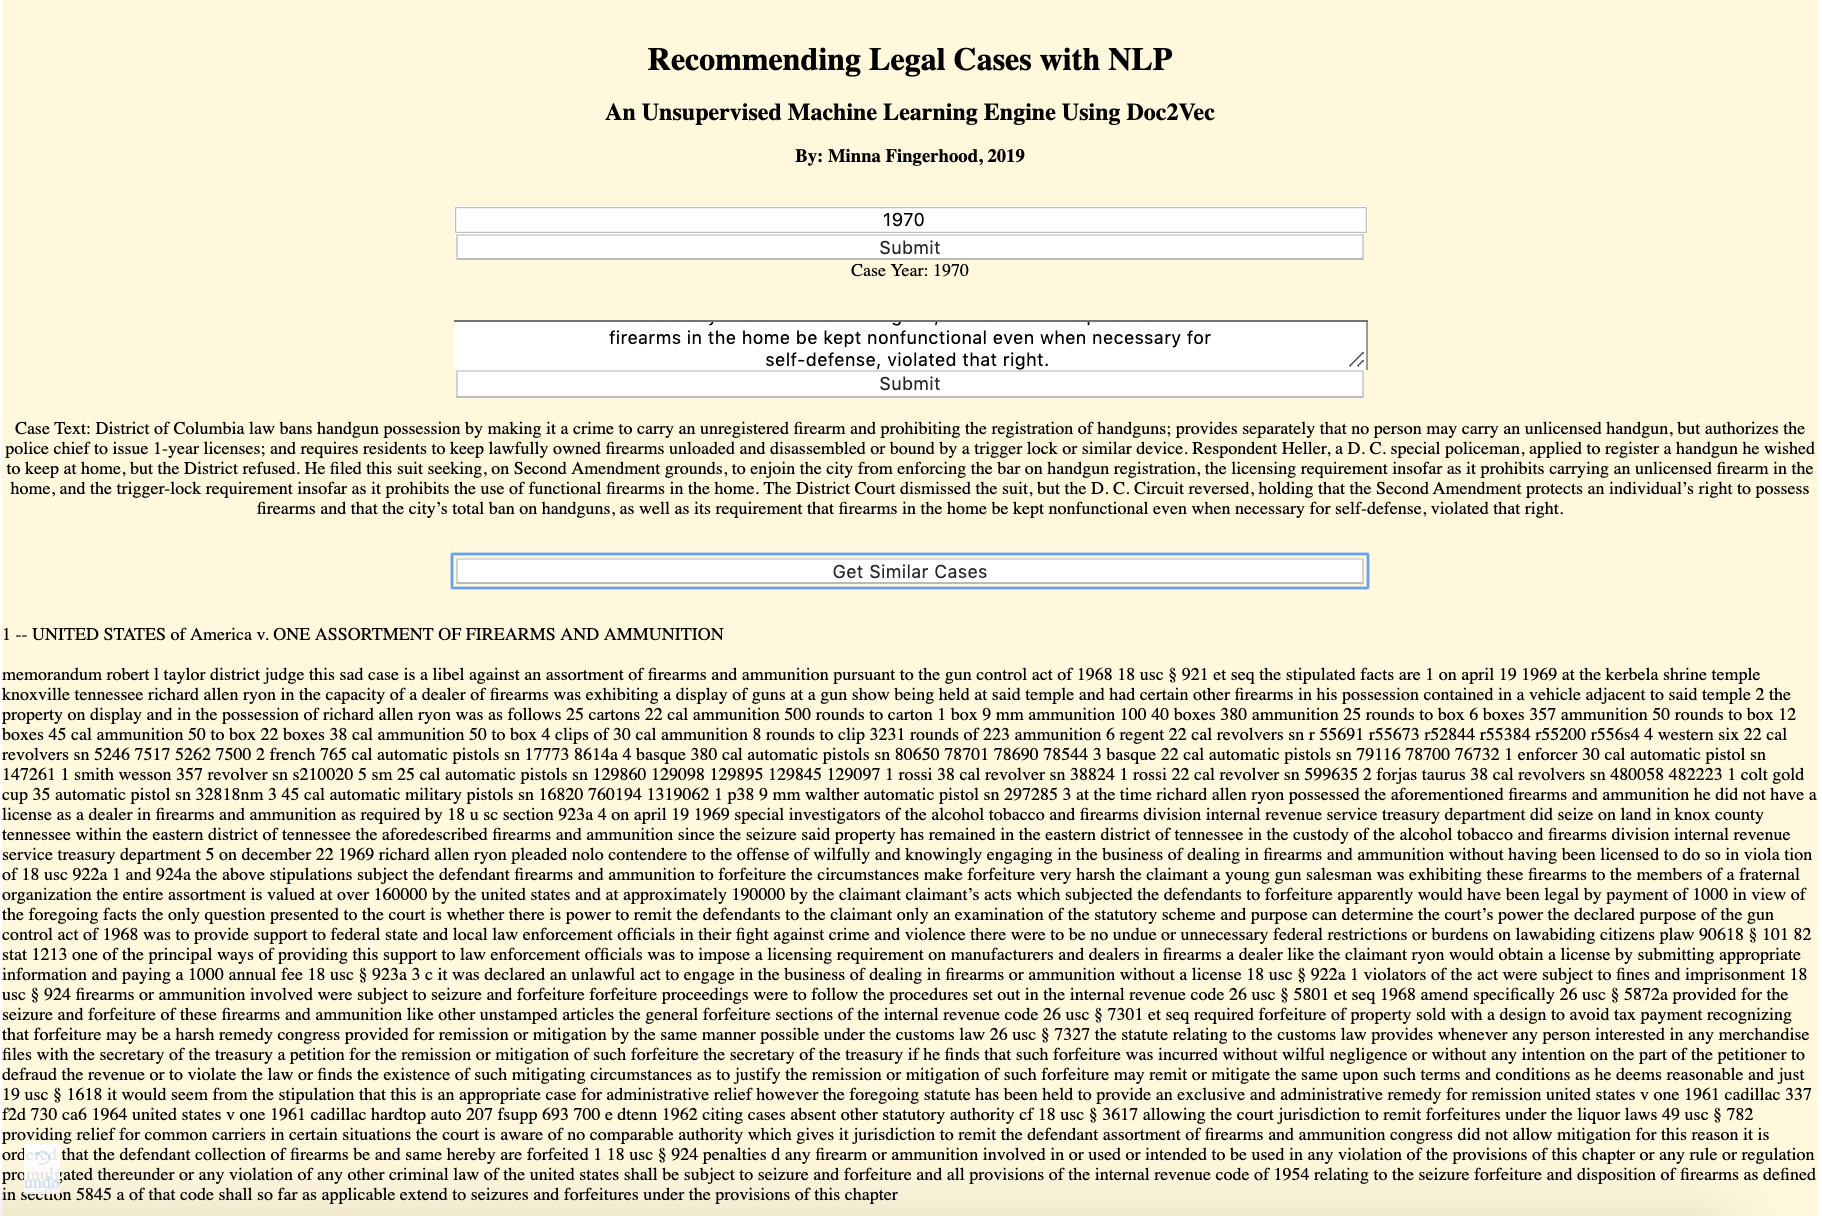 Recommending Legal Cases with NLP
An Unsupervised Machine Learning Engine Using Doc2Vec
By: Minna Fingerhood, 2019
1970
Submit
Case Year: 1970
firearms in the home be kept nonfunctional even when necessary for
self-defense, violated that right.
Submit
Case Text: District of Columbia law bans handgun possession by making it a crime to carry an unregistered firearm and prohibiting the registration of handguns; provides separately that no person may carry an unlicensed handgun, but authorizes the
police chief to issue 1-year licenses; and requires residents to keep lawfully owned firearms unloaded and disassembled or bound by a trigger lock or similar device. Respondent Heller, a D. C. special policeman, applied to register a handgun he wished
to keep at home, but the District refused. He filed this suit seeking, on Second Amendment grounds, to enjoin the city from enforcing the bar on handgun registration, the licensing requirement insofar as it prohibits carrying an unlicensed firearm in the
home, and the trigger-lock requirement insofar as it prohibits the use of functional firearms in the home. The District Court dismissed the suit, but the D. C. Circuit reversed, holding that the Second Amendment protects an individual's right to possess
firearms and that the city's total ban on handguns, as well as its requirement that firearms in the home be kept nonfunctional even when necessary for self-defense, violated that right.
Get Similar Cases
1 -- UNITED STATES of America v. ONE ASSORTMENT OF FIREARMS AND AMMUNITION
memorandum robert l taylor district judge this sad case is a libel against an assortment of firearms and ammunition pursuant to the gun control act of 1968 18 usc § 921 et seq the stipulated facts are 1 on april 19 1969 at the kerbela shrine temple
knoxville tennessee richard allen ryon in the capacity of a dealer of firearms was exhibiting a display of guns at a gun show being held at said temple and had certain other firearms in his possession contained in a vehicle adjacent to said temple 2 the
property on display and in the possession of richard allen ryon was as follows 25 cartons 22 cal ammunition 500 rounds to carton 1 box 9 mm ammunition 100 40 boxes 380 ammunition 25 rounds to box 6 boxes 357 ammunition 50 rounds to box 12
boxes 45 cal ammunition 50 to box 22 boxes 38 cal ammunition 50 to box 4 clips of 30 cal ammunition 8 rounds to clip 3231 rounds of 223 ammunition 6 regent 22 cal revolvers sn r 55691 r55673 r52844 r55384 r55200 r556s4 4 western six 22 cal
revolvers sn 5246 7517 5262 7500 2 french 765 cal automatic pistols sn 17773 8614a 4 basque 380 cal automatic pistols sn 80650 78701 78690 78544 3 basque 22 cal automatic pistols sn 79116 78700 76732 1 enforcer 30 cal automatic pistol sn
147261 1 smith wesson 357 revolver sn s210020 5 sm 25 cal automatic pistols sn 129860 129098 129895 129845 129097 1 rossi 38 cal revolver sn 38824 1 rossi 22 cal revolver sn 599635 2 forjas taurus 38 cal revolvers sn 480058 482223 1 colt gold
cup 35 automatic pistol sn 32818nm 3 45 cal automatic military pistols sn 16820 760194 1319062 1 p38 9 mm walther automatic pistol sn 297285 3 at the time richard allen ryon possessed the aforementioned firearms and ammunition he did not have a
license as a dealer in firearms and ammunition as required by 18 u sc section 923a 4 on april 19 1969 special investigators of the alcohol tobacco and firearms division internal revenue service treasury department did seize on land in knox county
tennessee within the eastern district of tennessee the aforedescribed firearms and ammunition since the seizure said property has remained in the eastern district of tennessee in the custody of the alcohol tobacco and firearms division internal revenue
service treasury department 5 on december 22 1969 richard allen ryon pleaded nolo contendere to the offense of wilfully and knowingly engaging in the business of dealing in firearms and ammunition without having been licensed to do so in viola tion
of 18 usc 922a 1 and 924a the above stipulations subject the defendant firearms and ammunition to forfeiture the circumstances make forfeiture very harsh the claimant a young gun salesman was exhibiting these firearms to the members of a fraternal
organization the entire assortment is valued at over 160000 by the united states and at approximately 190000 by the claimant claimant's acts which subjected the defendants to forfeiture apparently would have been legal by payment of 1000 in view of
the foregoing facts the only question presented to the court is whether there is power to remit the defendants to the claimant only an examination of the statutory scheme and purpose can determine the court's power the declared purpose of the gun
control act of 1968 was to provide support to federal state and local law enforcement officials in their fight against crime and violence there were to be no undue or unnecessary federal restrictions or burdens on lawabiding citizens plaw 90618 § 101 82
stat 1213 one of the principal ways of providing this support to law enforcement officials was to impose a licensing requirement on manufacturers and dealers in firearms a dealer like the claimant ryon would obtain a license by submitting appropriate
information and paying a 1000 annual fee 18 usc § 923a 3 c it was declared an unlawful act to engage in the business of dealing in firearms or ammunition without a license 18 usc § 922a 1 violators of the act were subject to fines and imprisonment 18
usc § 924 firearms or ammunition involved were subject to seizure and forfeiture forfeiture proceedings were to follow the procedures set out in the internal revenue code 26 usc § 5801 et seq 1968 amend specifically 26 usc § 5872a provided for the
seizure and forfeiture of these firearms and ammunition like other unstamped articles the general forfeiture sections of the internal revenue code 26 usc § 7301 et seq required forfeiture of property sold with a design to avoid tax payment recognizing
that forfeiture may be a harsh remedy congress provided for remission or mitigation by the same manner possible under the customs law 26 usc § 7327 the statute relating to the customs law provides whenever any person interested in any merchandise
files with the secretary of the treasury a petition for the remission or mitigation of such forfeiture the secretary of the treasury if he finds that such forfeiture was incurred without wilful negligence or without any intention on the part of the petitioner to
defraud the revenue or to violate the law or finds the existence of such mitigating circumstances as to justify the remission or mitigation of such forfeiture may remit or mitigate the same upon such terms and conditions as he deems reasonable and just
19 usc § 1618 it would seem from the stipulation that this is an appropriate case for administrative relief however the foregoing statute has been held to provide an exclusive and administrative remedy for remission united states v one 1961 cadillac 337
f2d 730 ca6 1964 united states v one 1961 cadillac hardtop auto 207 fsupp 693 700 e dtenn 1962 citing cases absent other statutory authority cf 18 usc § 3617 allowing the court jurisdiction to remit forfeitures under the liquor laws 49 usc § 782
providing relief for common carriers in certain situations the court is aware of no comparable authority which gives it jurisdiction to remit the defendant assortment of firearms and ammunition congress did not allow mitigation for this reason it is
ordered that the defendant collection of firearms be and same hereby are forfeited 1 18 usc § 924 penalties d any firearm or ammunition involved in or used or intended to be used in any violation of the provisions of this chapter or any rule or regulation
promulgated thereunder or any violation of any other criminal law of the united states shall be subject to seizure and forfeiture and all provisions of the internal revenue code of 1954 relating to the seizure forfeiture and disposition of firearms as defined
in section 5845 a of that code shall so far as applicable extend to seizures and forfeitures under the provisions of this chapter
undo